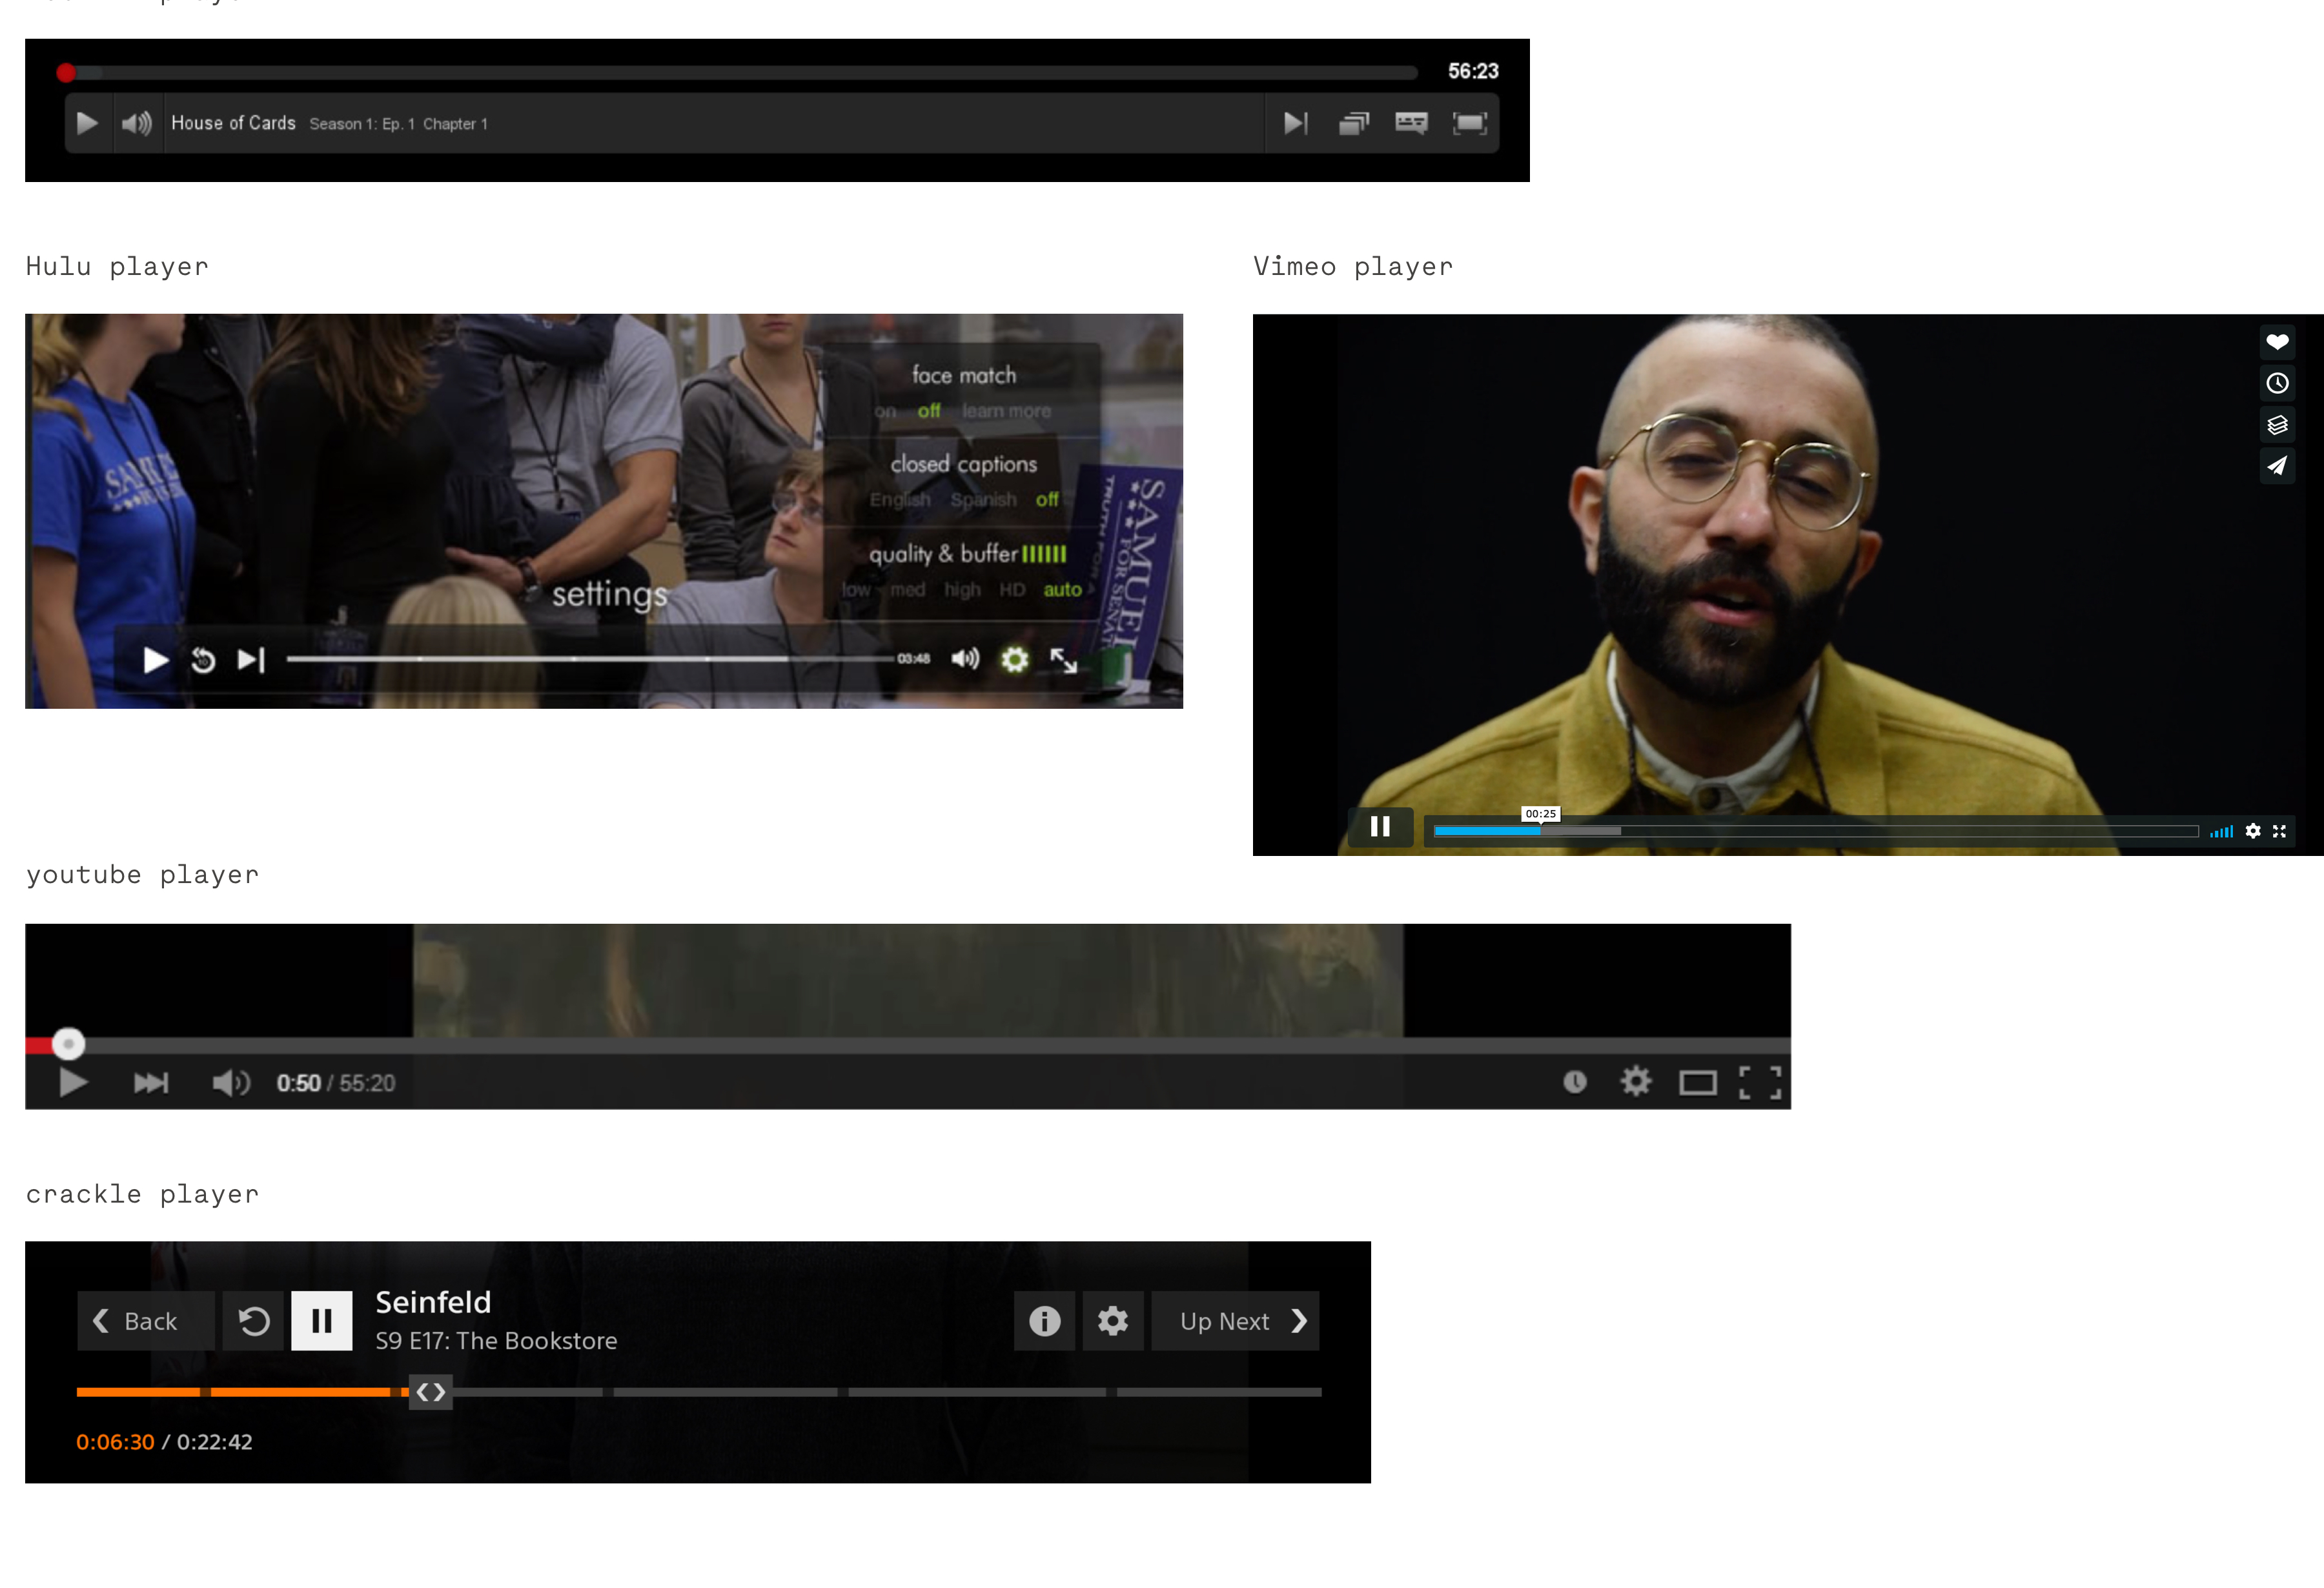 56:23
House of Cards Season 1: Ep. 1 Chapter 1
Hulu player
face match
on off learn more
closed captions
English Spanish off
quality & buffer
low med high HD auto
settings
10
03:48
SAMUEL
FOR SENAT
TRUTH FOR A
Vimeo player
00:25
youtube player
0:50 / 55:20
crackle player
Back
Seinfeld
S9 E17: The Bookstore
Up Next
0:06:30 / 0:22:42